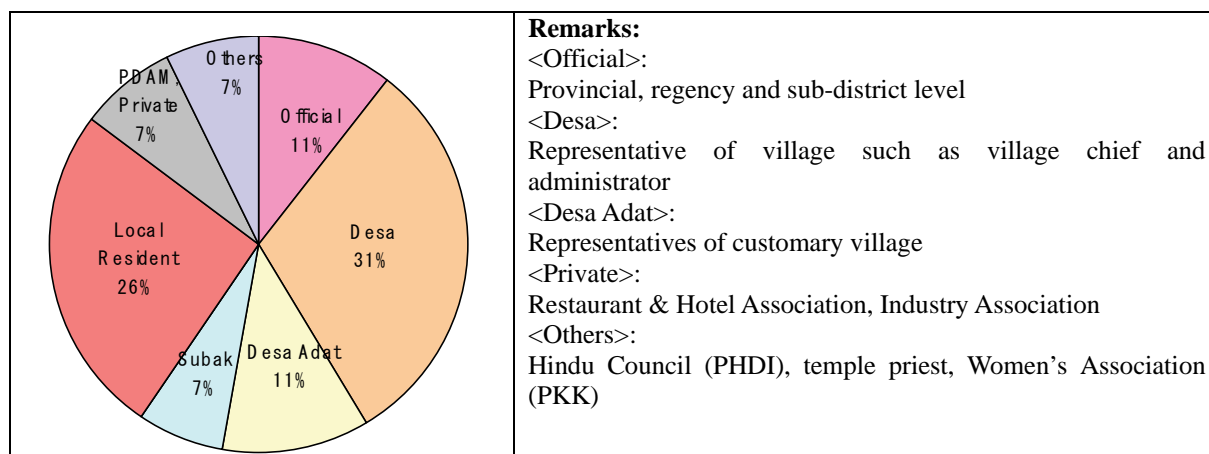 Others
7%
PDAM,
Private
7%
Official
11%
Local
Resident
26%
Desa
31%
Subak
7%
Desa Adat
11%
Remarks:
<Official>:
Provincial, regency and sub-district level
<Desa>:
Representative of village such as village chief and
administrator
<Desa Adat>:
Representatives of customary village
<Private>:
Restaurant & Hotel Association, Industry Association
<Others>:
Hindu Council (PHDI), temple priest, Women’s Association
(PKK)